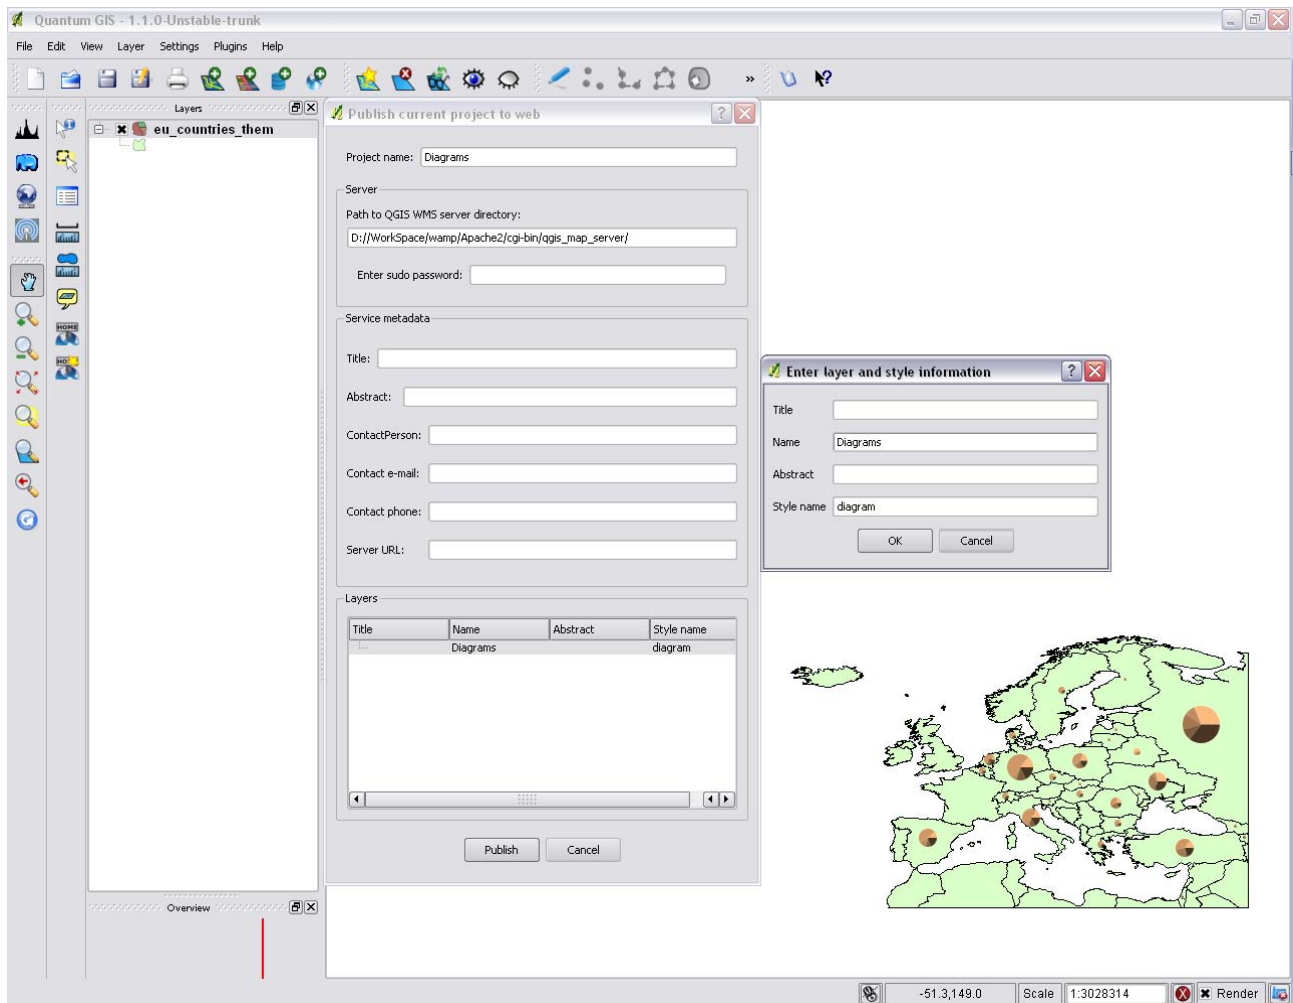 Quantum GIS - 1.1.0-Unstable-trunk
File Edit View Layer Settings Plugins Help
Layers
eu_countries_them
Publish current project to web
Project name: Diagrams
Server
Path to QGIS WMS server directory:
D://WorkSpace/wamp/Apache2/cgi-bin/qgis_map_server/
Enter sudo password:
Service metadata
Title:
Abstract:
ContactPerson:
Contact e-mail:
Contact phone:
Server URL:
Layers
Title Name Abstract Style name
Diagrams diagram
Publish Cancel
Enter layer and style information
Title
Name Diagrams
Abstract
Style name diagram
OK Cancel
HOME
Overview
-51.3,149.0 Scale 1:3028314 Render